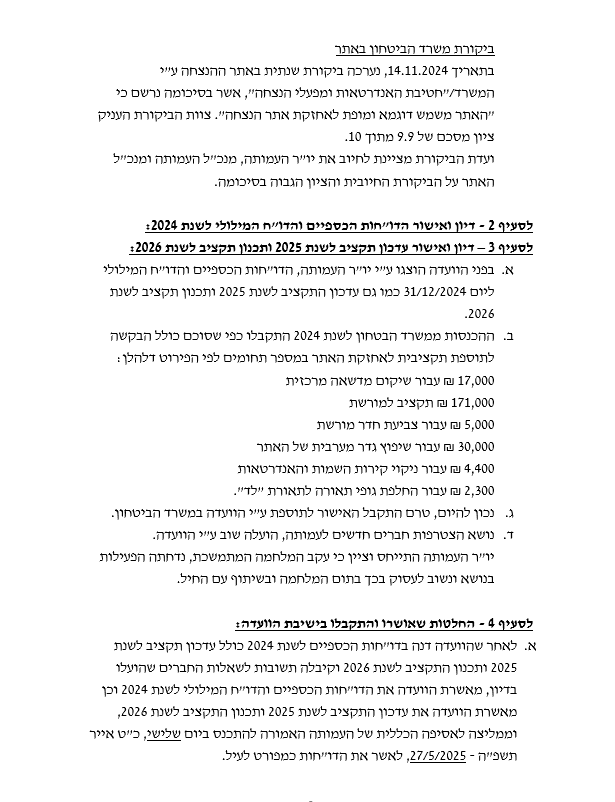 ביקורת משרד הביטחון באתר
בתאריך 14.11.2024, נערכה ביקורת שנתית באתר ההנצחה ע״י
המשרד/״חטיבת האנדרטאות ומפעלי הנצחה״, אשר בסיכומה נרשם כי
״האתר משמש דוגמא ומופת לאחזקת אתר הנצחה״. צוות הביקורת העניק
ציון מסכם של 9.9 מתוך 10.
ועדת הביקורת מציינת לחיוב את יו״ר העמותה, מנכ״ל העמותה ומנכ״ל
האתר על הביקורת החיובית והציון הגבוה בסיכומה.
לסעיף 2 - דיון ואישור הדו״חות הכספיים והדו״ח המילולי לשנת 2024:
לסעיף 3 – דיון ואישור עדכון תקציב לשנת 2025 ותכנון תקציב לשנת 2026:
א. בפני הוועדה הוצגו ע״י יו״ר העמותה, הדו״חות הכספיים והדו״ח המילולי
ליום 31/12/2024 כמו גם עדכון התקציב לשנת 2025 ותכנון תקציב לשנת
2026.
ב. ההכנסות ממשרד הבטחון לשנת 2024 התקבלו כפי שסוכם כולל הבקשה
לתוספת תקציבית לאחזקת האתר במספר תחומים לפי הפירוט דלהלן:
17,000 ₪ עבור שיקום מדשאה מרכזית
171,000 ₪ תקציב למורשת
5,000 ₪ עבור צביעת חדר מורשת
30,000 ₪ עבור שיפוץ גדר מערבית של האתר
4,400 ₪ עבור ניקוי קירות השמות והאנדרטאות
2,300 ₪ עבור החלפת גופי תאורה לתאורת ״לד״.
ג. נכון להיום, טרם התקבל האישור לתוספת ע״י הוועדה במשרד הביטחון.
ד. נושא הצטרפות חברים חדשים לעמותה, הועלה שוב ע״י הוועדה.
יו״ר העמותה התייחס וציין כי עקב המלחמה המתמשכת, נדחתה הפעילות
בנושא ונשוב לעסוק בכך בתום המלחמה ובשיתוף עם החיל.
לסעיף 4 - החלטות שאושרו והתקבלו בישיבת הוועדה:
א. לאחר שהוועדה דנה בדו״חות הכספיים לשנת 2024 כולל עדכון תקציב לשנת
2025 ותכנון התקציב לשנת 2026 וקיבלה תשובות לשאלות החברים שהועלו
בדיון, מאשרת הוועדה את הדו״חות הכספיים והדו״ח המילולי לשנת 2024 וכן
מאשרת הוועדה את עדכון התקציב לשנת 2025 ותכנון התקציב לשנת 2026,
וממליצה לאסיפה הכללית של העמותה האמורה להתכנס ביום שלישי, כ״ט אייר
תשפ״ה - 27/5/2025, לאשר את הדו״חות כמפורט לעיל.